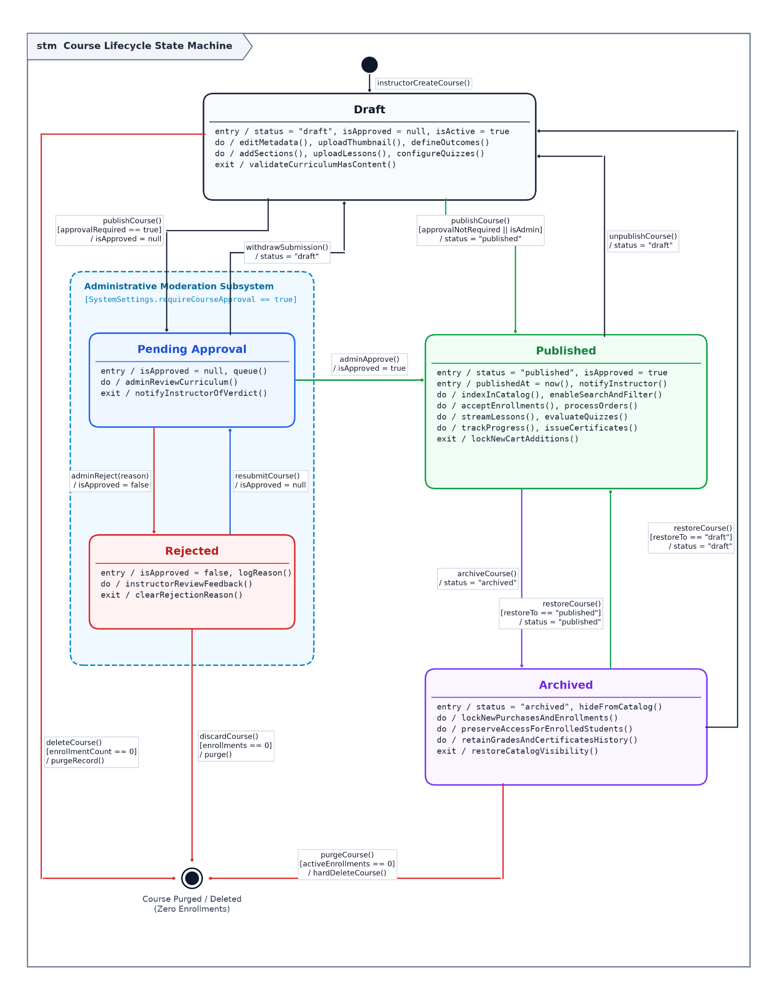 stm  Course Lifecycle State Machine
instructorCreateCourse()
Draft
entry / status = "draft", isApproved = null, isActive = true
do / editMetadata(), uploadThumbnail(), defineOutcomes()
do / addSections(), uploadLessons(), configureQuizzes()
exit / validateCurriculumHasContent()
publishCourse()
[approvalRequired == true]
/ isApproved = null
withdrawSubmission()
/ status = "draft"
publishCourse()
[approvalNotRequired || isAdmin]
/ status = "published"
unpublishCourse()
/ status = "draft"
Administrative Moderation Subsystem
[SystemSettings.requireCourseApproval == true]
Pending Approval
entry / isApproved = null, queue()
do / adminReviewCurriculum()
exit / notifyInstructorOfVerdict()
adminApprove()
/ isApproved = true
Published
entry / status = "published", isApproved = true
entry / publishedAt = now(), notifyInstructor()
do / indexInCatalog(), enableSearchAndFilter()
do / acceptEnrollments(), processOrders()
do / streamLessons(), evaluateQuizzes()
do / trackProgress(), issueCertificates()
exit / lockNewCartAdditions()
adminReject(reason)
/ isApproved = false
resubmitCourse()
/ isApproved = null
Rejected
entry / isApproved = false, logReason()
do / instructorReviewFeedback()
exit / clearRejectionReason()
restoreCourse()
[restoreTo == "draft"]
/ status = "draft"
archiveCourse()
/ status = "archived"
restoreCourse()
[restoreTo == "published"]
/ status = "published"
Archived
entry / status = "archived", hideFromCatalog()
do / lockNewPurchasesAndEnrollments()
do / preserveAccessForEnrolledStudents()
do / retainGradesAndCertificatesHistory()
exit / restoreCatalogVisibility()
deleteCourse()
[enrollmentCount == 0]
/ purgeRecord()
discardCourse()
[enrollments == 0]
/ purge()
purgeCourse()
[activeEnrollments == 0]
/ hardDeleteCourse()
Course Purged / Deleted
(Zero Enrollments)